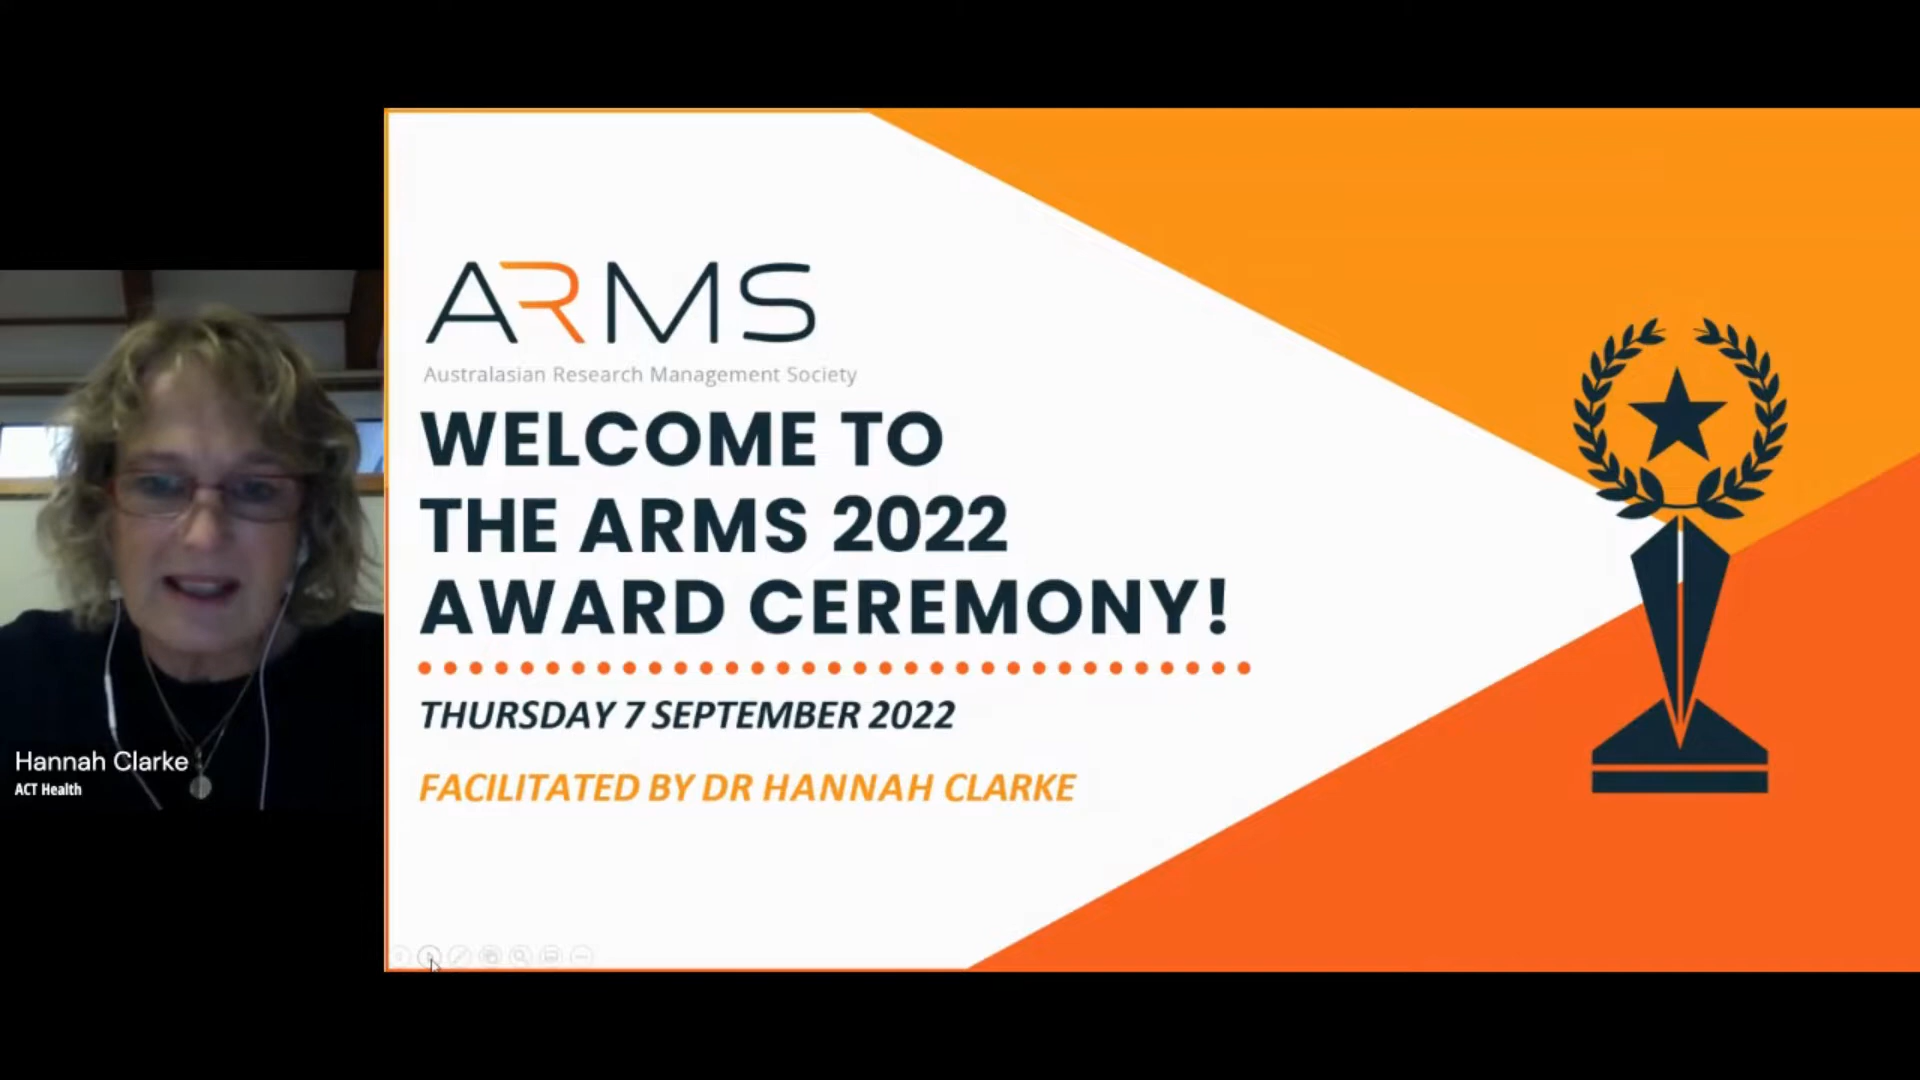 ARMS
Australasian Research Management Society
WELCOME TO
THE ARMS 2022
AWARD CEREMONY!
THURSDAY 7 SEPTEMBER 2022
FACILITATED BY DR HANNAH CLARKE
Hannah Clarke
ACT Health